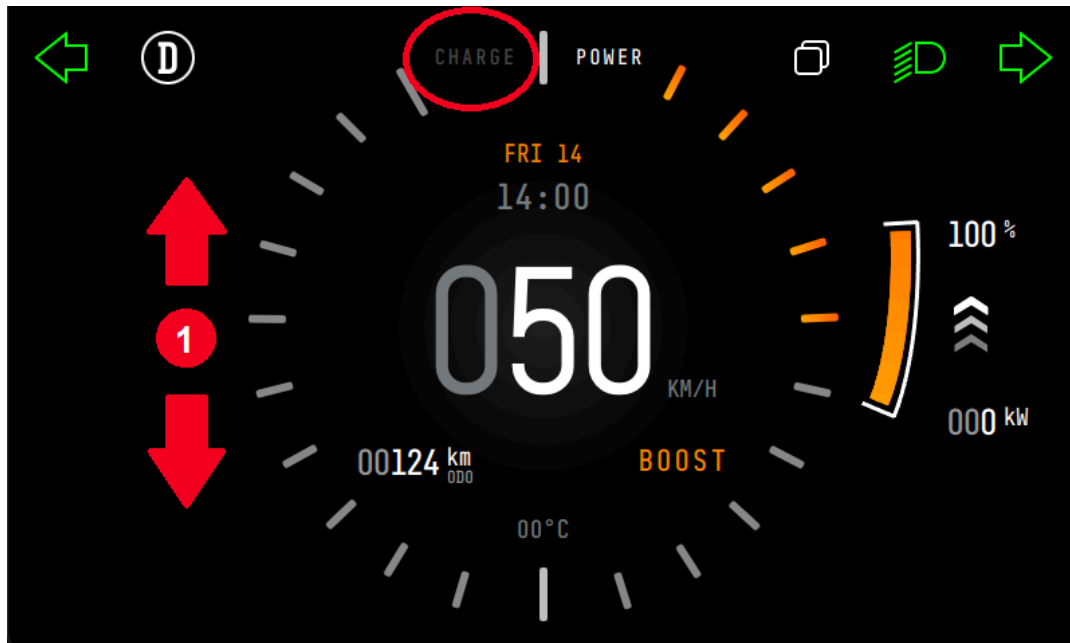 D
CHARGE POWER
FRI 14
14:00
100 %
1
050
KM/H
000 kW
00124 km
ODO
BOOST
00°C